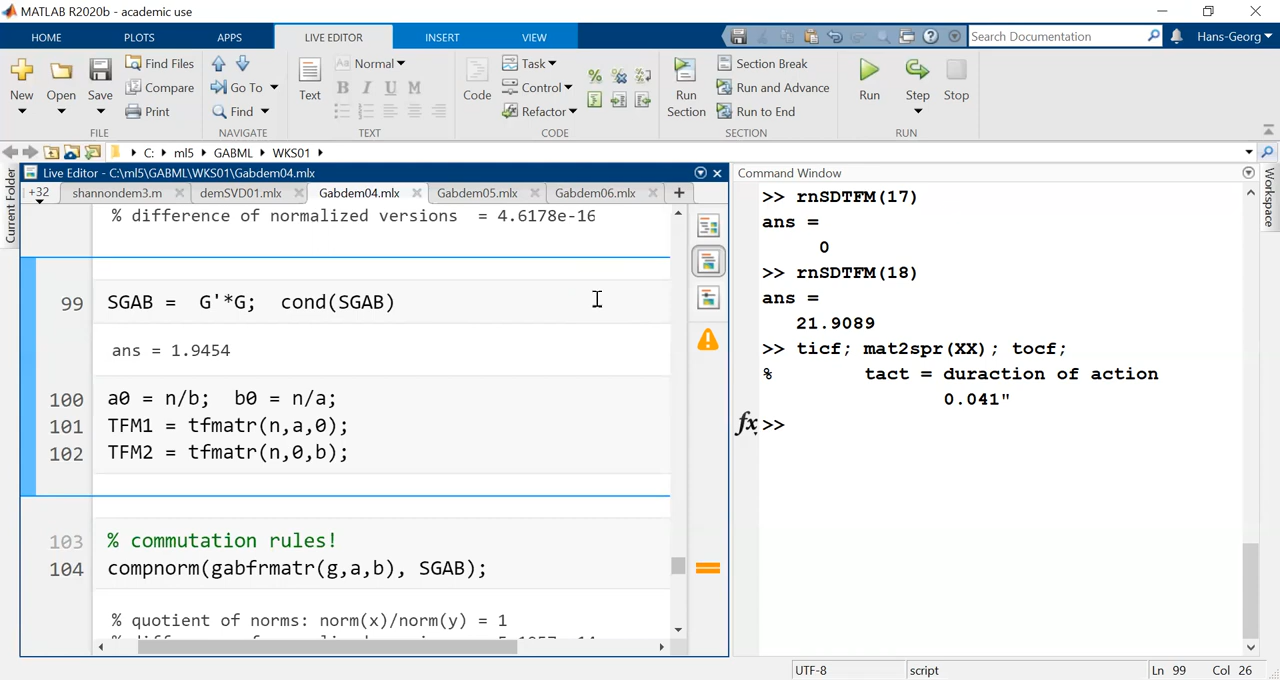 MATLAB R2020b - academic use
HOME PLOTS APPS LIVE EDITOR INSERT VIEW Search Documentation Hans-Georg
New Open Save Find Files Compare Print
FILE
Go To Find
NAVIGATE
Text Aa Normal B I U M
TEXT
Code Task Control Refactor
CODE
Run Section Section Break Run and Advance Run to End
SECTION
Run Step Stop
RUN
C: ml5 GABML WKS01
Current Folder
Live Editor - C:\ml5\GABML\WKS01\Gabdem04.mlx
+32 shannondem3.m demSVD01.mlx Gabdem04.mlx Gabdem05.mlx Gabdem06.mlx
% difference of normalized versions = 4.6178e-16
99 SGAB = G'*G; cond(SGAB)
ans = 1.9454
100 a0 = n/b; b0 = n/a;
101 TFM1 = tfmatr(n,a,0);
102 TFM2 = tfmatr(n,0,b);
103 % commutation rules!
104 compnorm(gabfrmatr(g,a,b), SGAB);
% quotient of norms: norm(x)/norm(y) = 1
Command Window
>> rnSDTFM(17)
ans =
0
>> rnSDTFM(18)
ans =
21.9089
>> ticf; mat2spr(XX); tocf;
% tact = duraction of action
0.041"
fx >>
Workspace
UTF-8 script Ln 99 Col 26